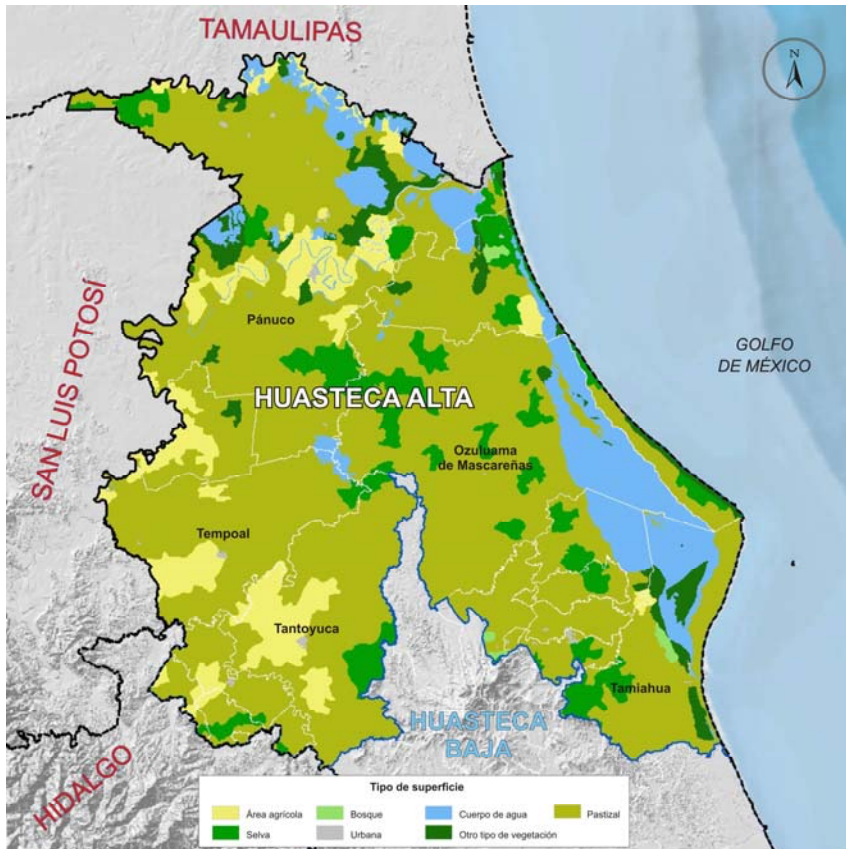 TAMAULIPAS
N
SAN LUIS POTOSÍ
Pánuco
GOLFO
DE MÉXICO
HUASTECA ALTA
Ozuluama
de Mascareñas
Tempoal
Tantoyuca
Tamiahua
HUASTECA
BAJA
HIDALGO
Tipo de superficie
Área agrícola
Bosque
Cuerpo de agua
Pastizal
Selva
Urbana
Otro tipo de vegetación